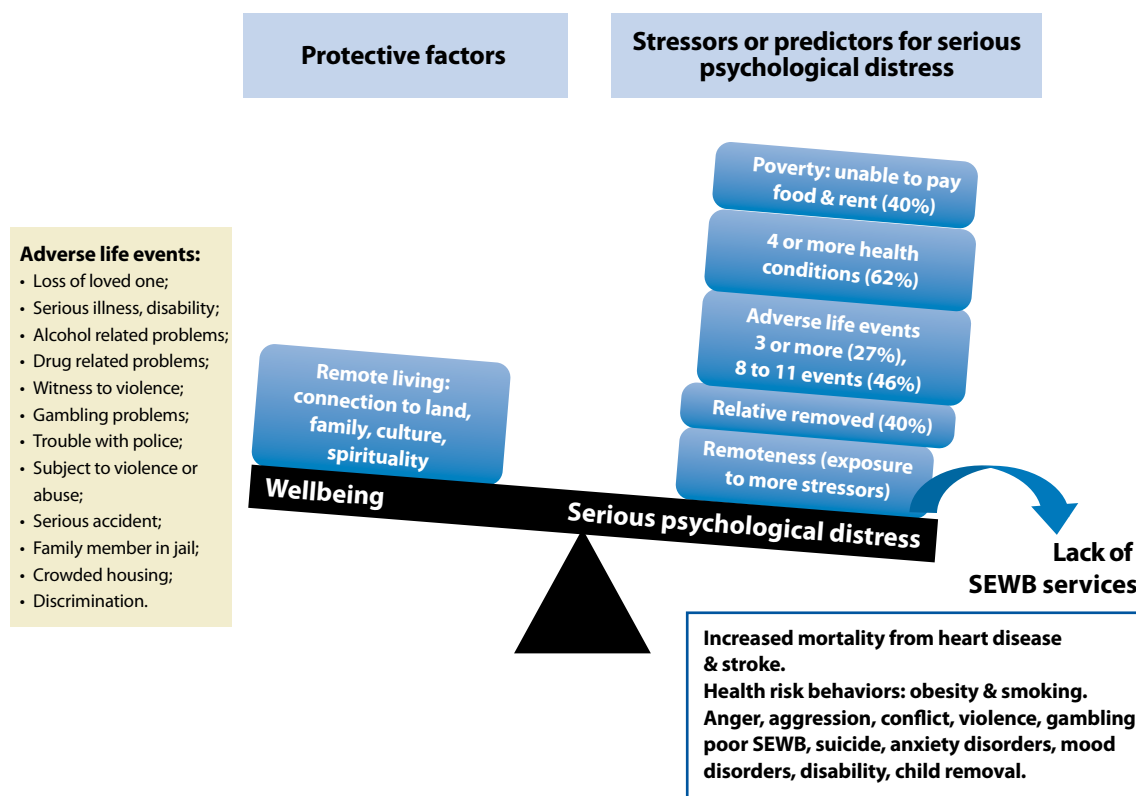 Protective factors
Stressors or predictors for serious
psychological distress
Adverse life events:
• Loss of loved one;
• Serious illness, disability;
• Alcohol related problems;
• Drug related problems;
• Witness to violence;
• Gambling problems;
• Trouble with police;
• Subject to violence or
abuse;
• Serious accident;
• Family member in jail;
• Crowded housing;
• Discrimination.
Remote living:
connection to land,
family, culture,
spirituality
Wellbeing
Poverty: unable to pay
food & rent (40%)
4 or more health
conditions (62%)
Adverse life events
3 or more (27%),
8 to 11 events (46%)
Relative removed (40%)
Remoteness (exposure
to more stressors)
Serious psychological distress
Lack of
SEWB services
Increased mortality from heart disease
& stroke.
Health risk behaviors: obesity & smoking.
Anger, aggression, conflict, violence, gambling
poor SEWB, suicide, anxiety disorders, mood
disorders, disability, child removal.